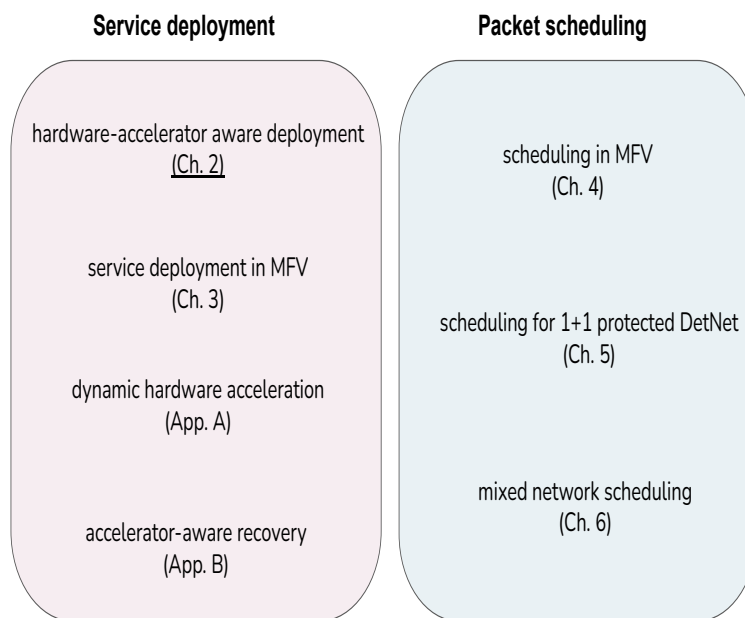 Service deployment
hardware-accelerator aware deployment
(Ch. 2)
service deployment in MFV
(Ch. 3)
dynamic hardware acceleration
(App. A)
accelerator-aware recovery
(App. B)
Packet scheduling
scheduling in MFV
(Ch. 4)
scheduling for 1+1 protected DetNet
(Ch. 5)
mixed network scheduling
(Ch. 6)